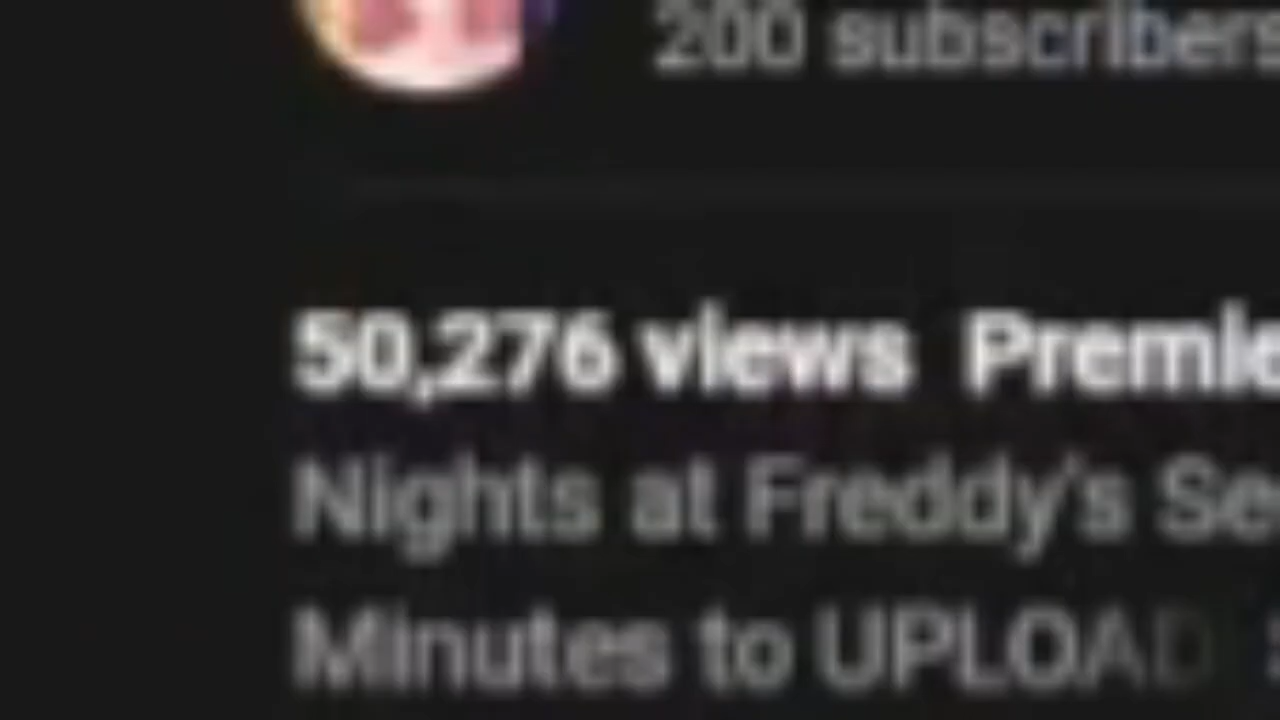 200 subscribers
50,276 views Premie
Nights at Freddy's Se
Minutes to UPLOAD